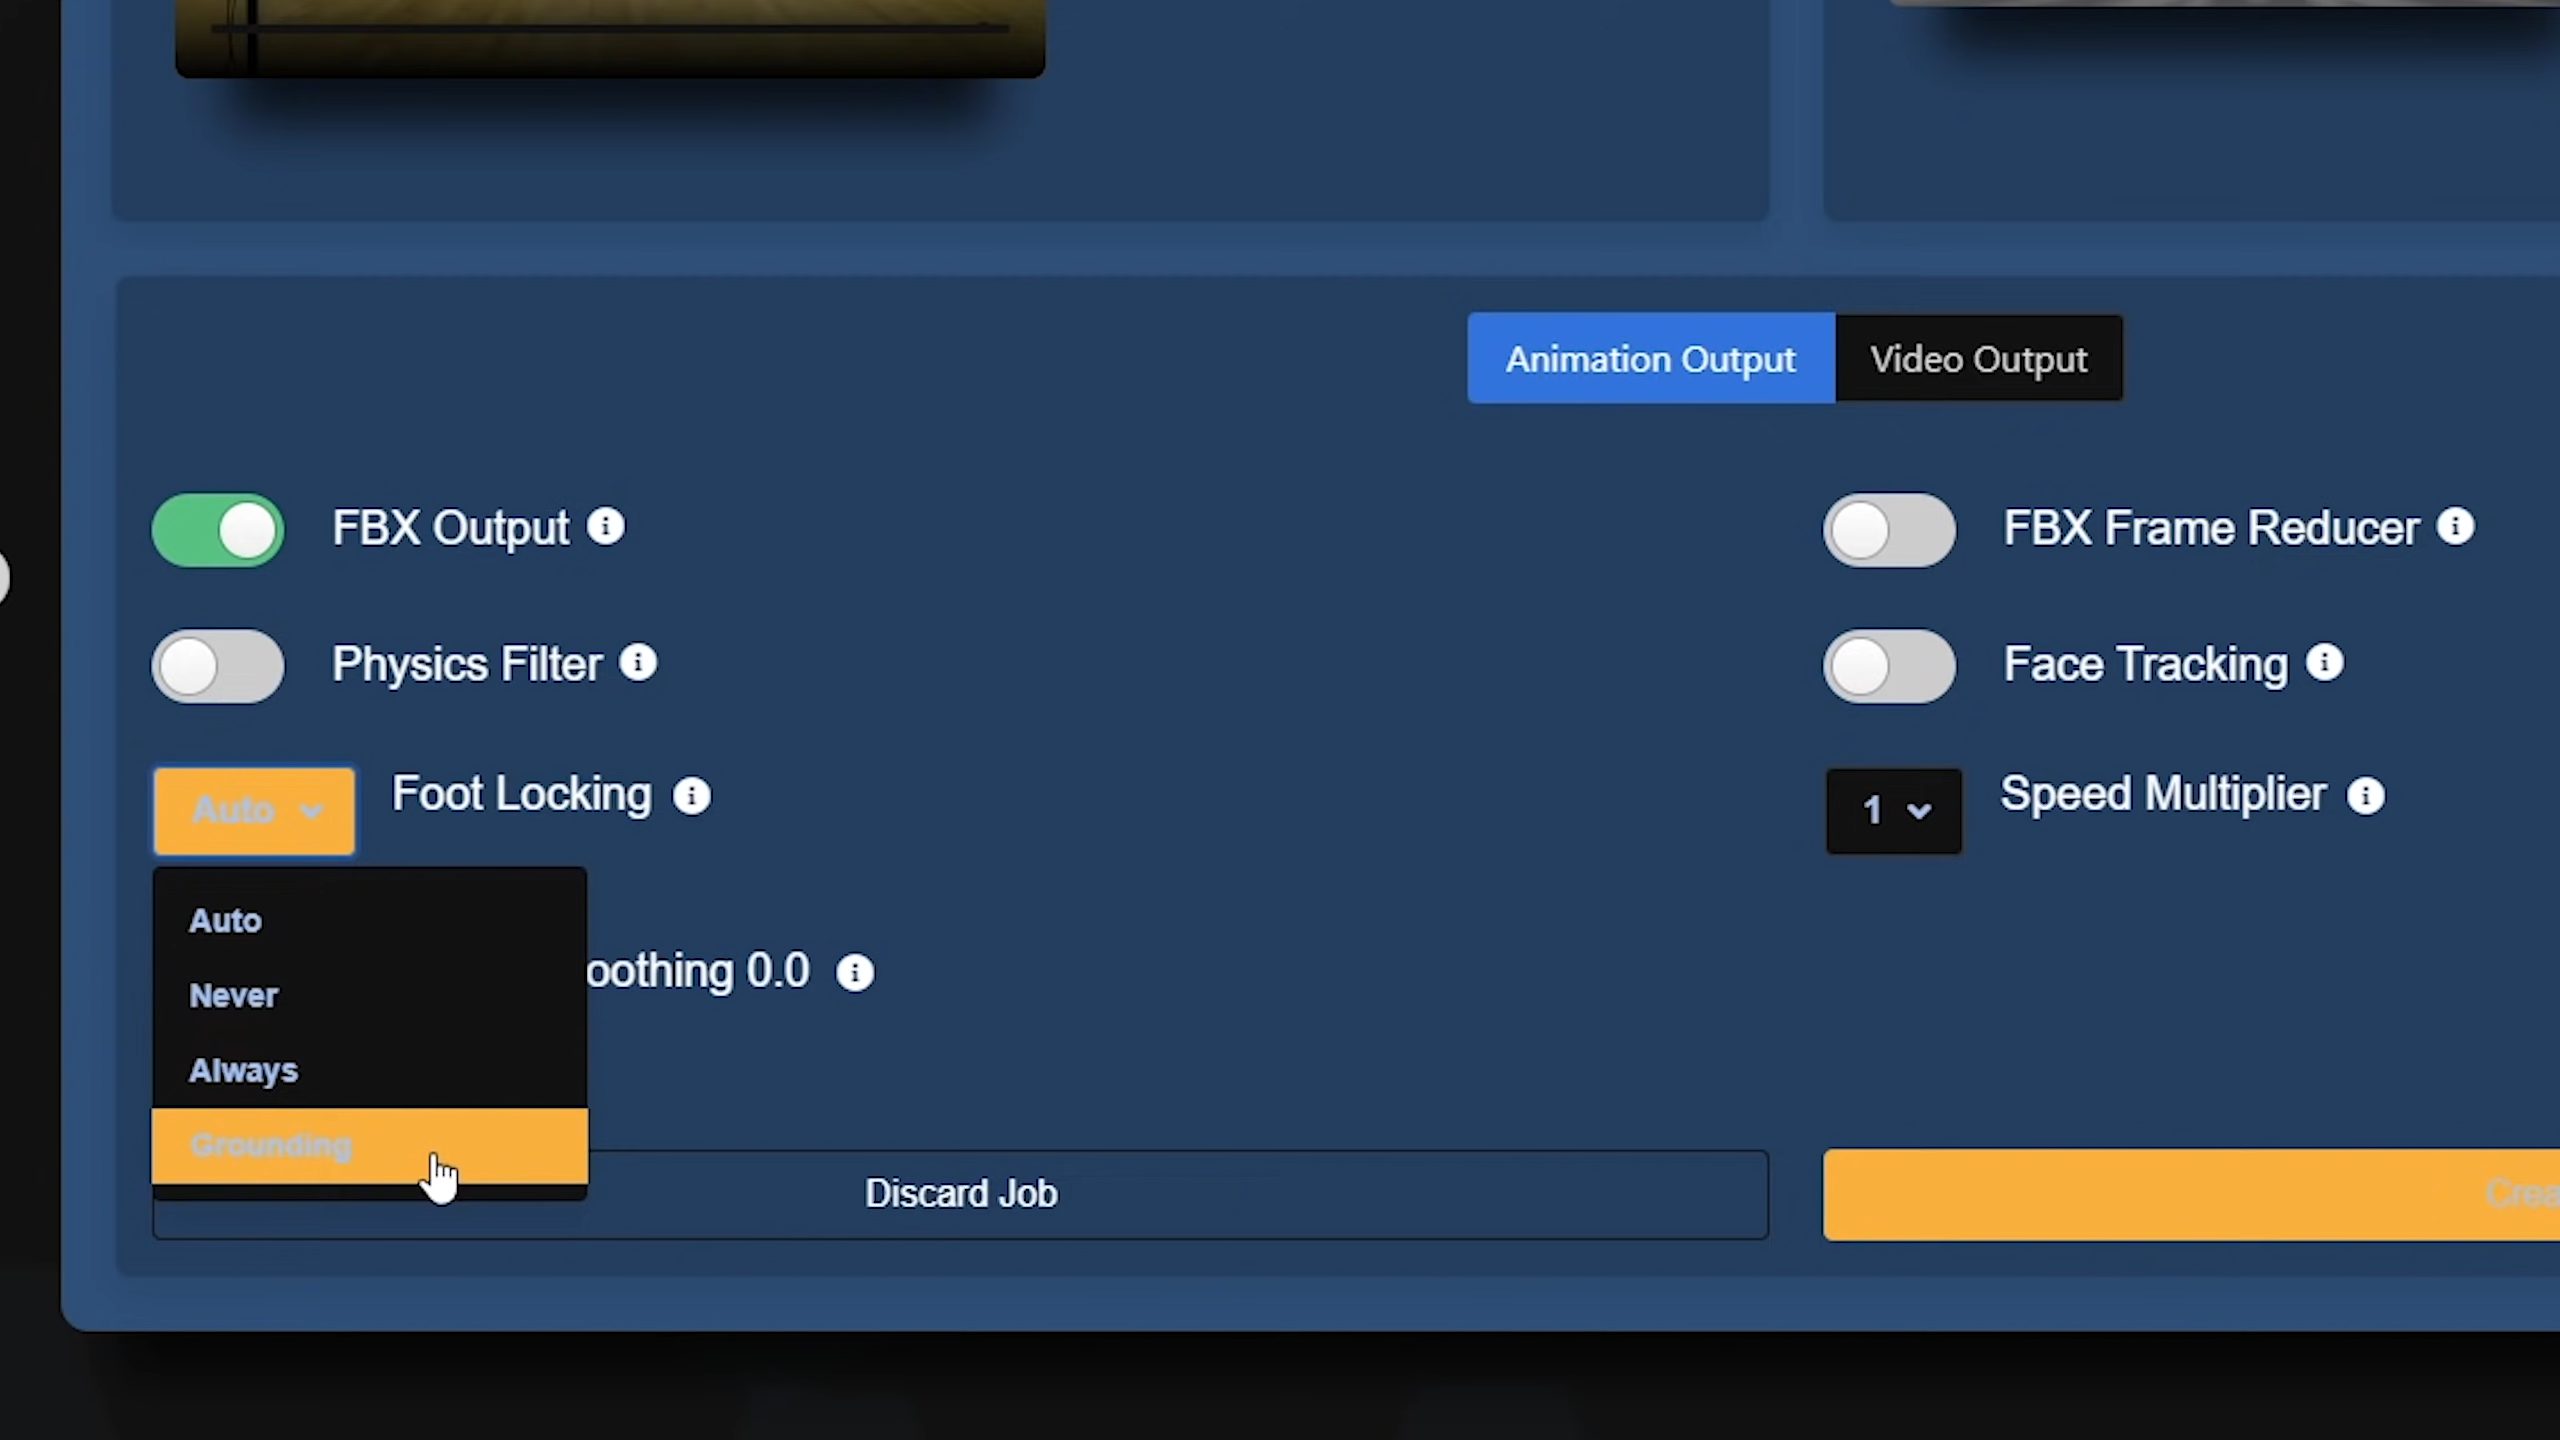 Animation Output Video Output
FBX Output
FBX Frame Reducer
Physics Filter
Face Tracking
Auto
Foot Locking
1
Speed Multiplier
Auto
Never
Always
Grounding
oothing 0.0
Discard Job
Crea